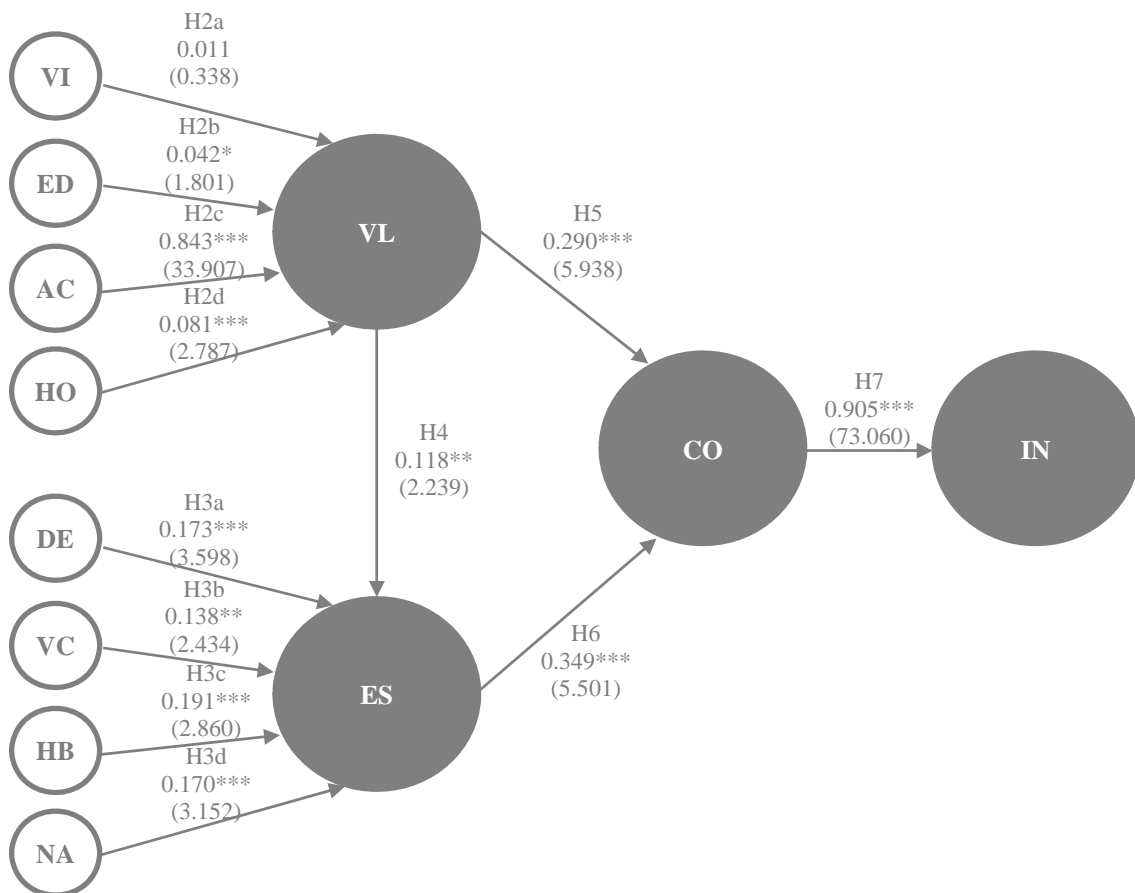 H2a
0.011
(0.338)
VI
H2b
0.042*
(1.801)
ED
H2c
0.843***
(33.907)
AC
H2d
0.081***
(2.787)
HO
VL
H5
0.290***
(5.938)
H4
0.118**
(2.239)
CO
H7
0.905***
(73.060)
IN
H3a
0.173***
(3.598)
DE
H3b
0.138**
(2.434)
VC
H3c
0.191***
(2.860)
HB
H3d
0.170***
(3.152)
NA
ES
H6
0.349***
(5.501)